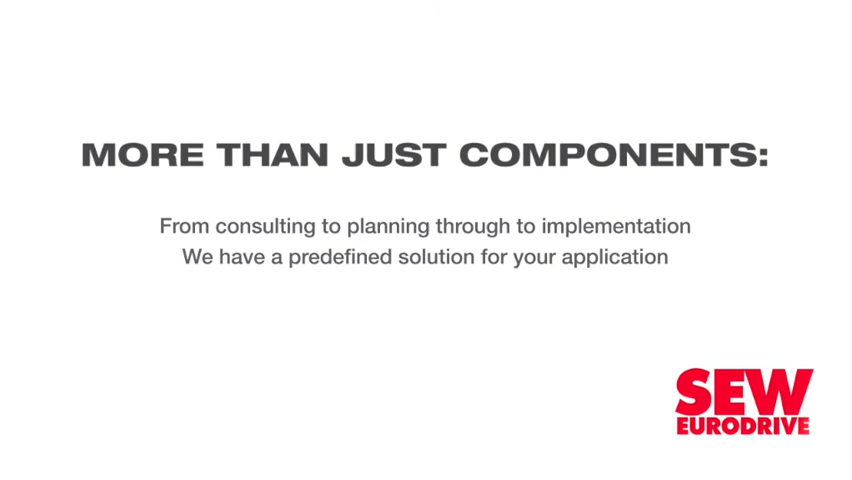 MORE THAN JUST COMPONENTS:
From consulting to planning through to implementation
We have a predefined solution for your application
SEW
EURODRIVE